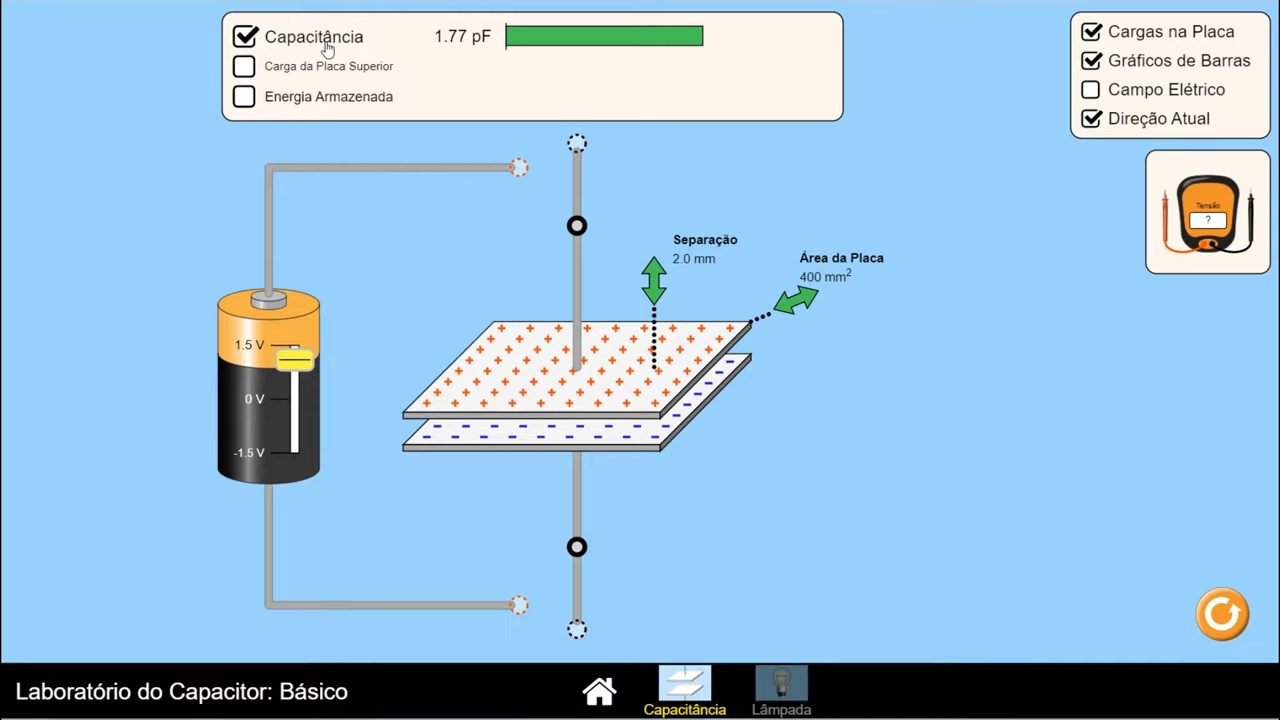 Capacitância
1.77 pF
Carga da Placa Superior
Energia Armazenada
Cargas na Placa
Gráficos de Barras
Campo Elétrico
Direção Atual
Tensão
?
Separação
2.0 mm
Área da Placa
400 mm²
1.5 V
0 V
-1.5 V
Laboratório do Capacitor: Básico
Capacitância
Lâmpada